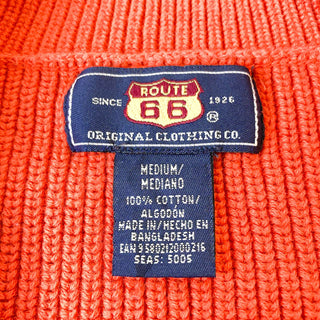 ROUTE
SINCE 66 1926
®
ORIGINAL CLOTHING CO.
MEDIUM/
MEDIANO
100% COTTON/
ALGODÓN
MADE IN/HECHO EN
BANGLADESH
EAN 9580212000216
SEAS: 5005